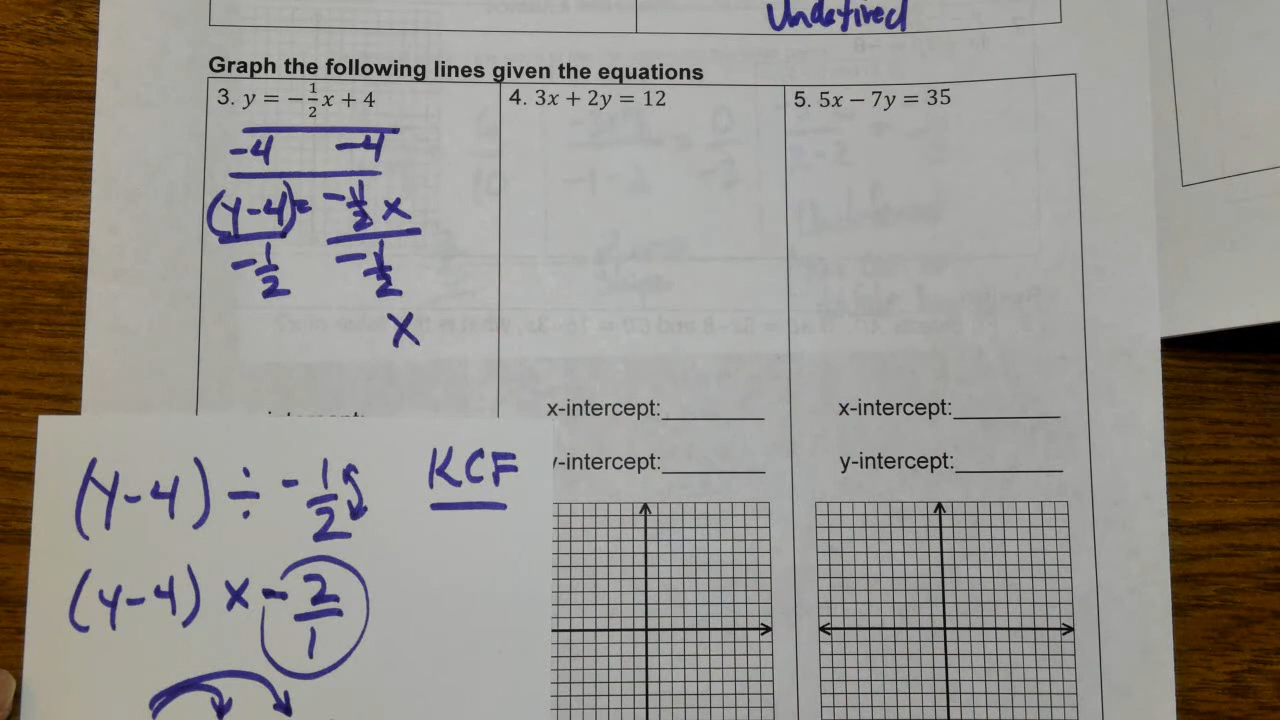 Undefined
Graph the following lines given the equations
3. y = -1/2 x + 4
-4 -4
(y-4) = -1/2 x
-1/2 -1/2
x
4. 3x + 2y = 12
x-intercept:________
y-intercept:________
5. 5x − 7y = 35
x-intercept:________
y-intercept:________
(y-4) ÷ -1/2 KCF
(y-4) x -2/1